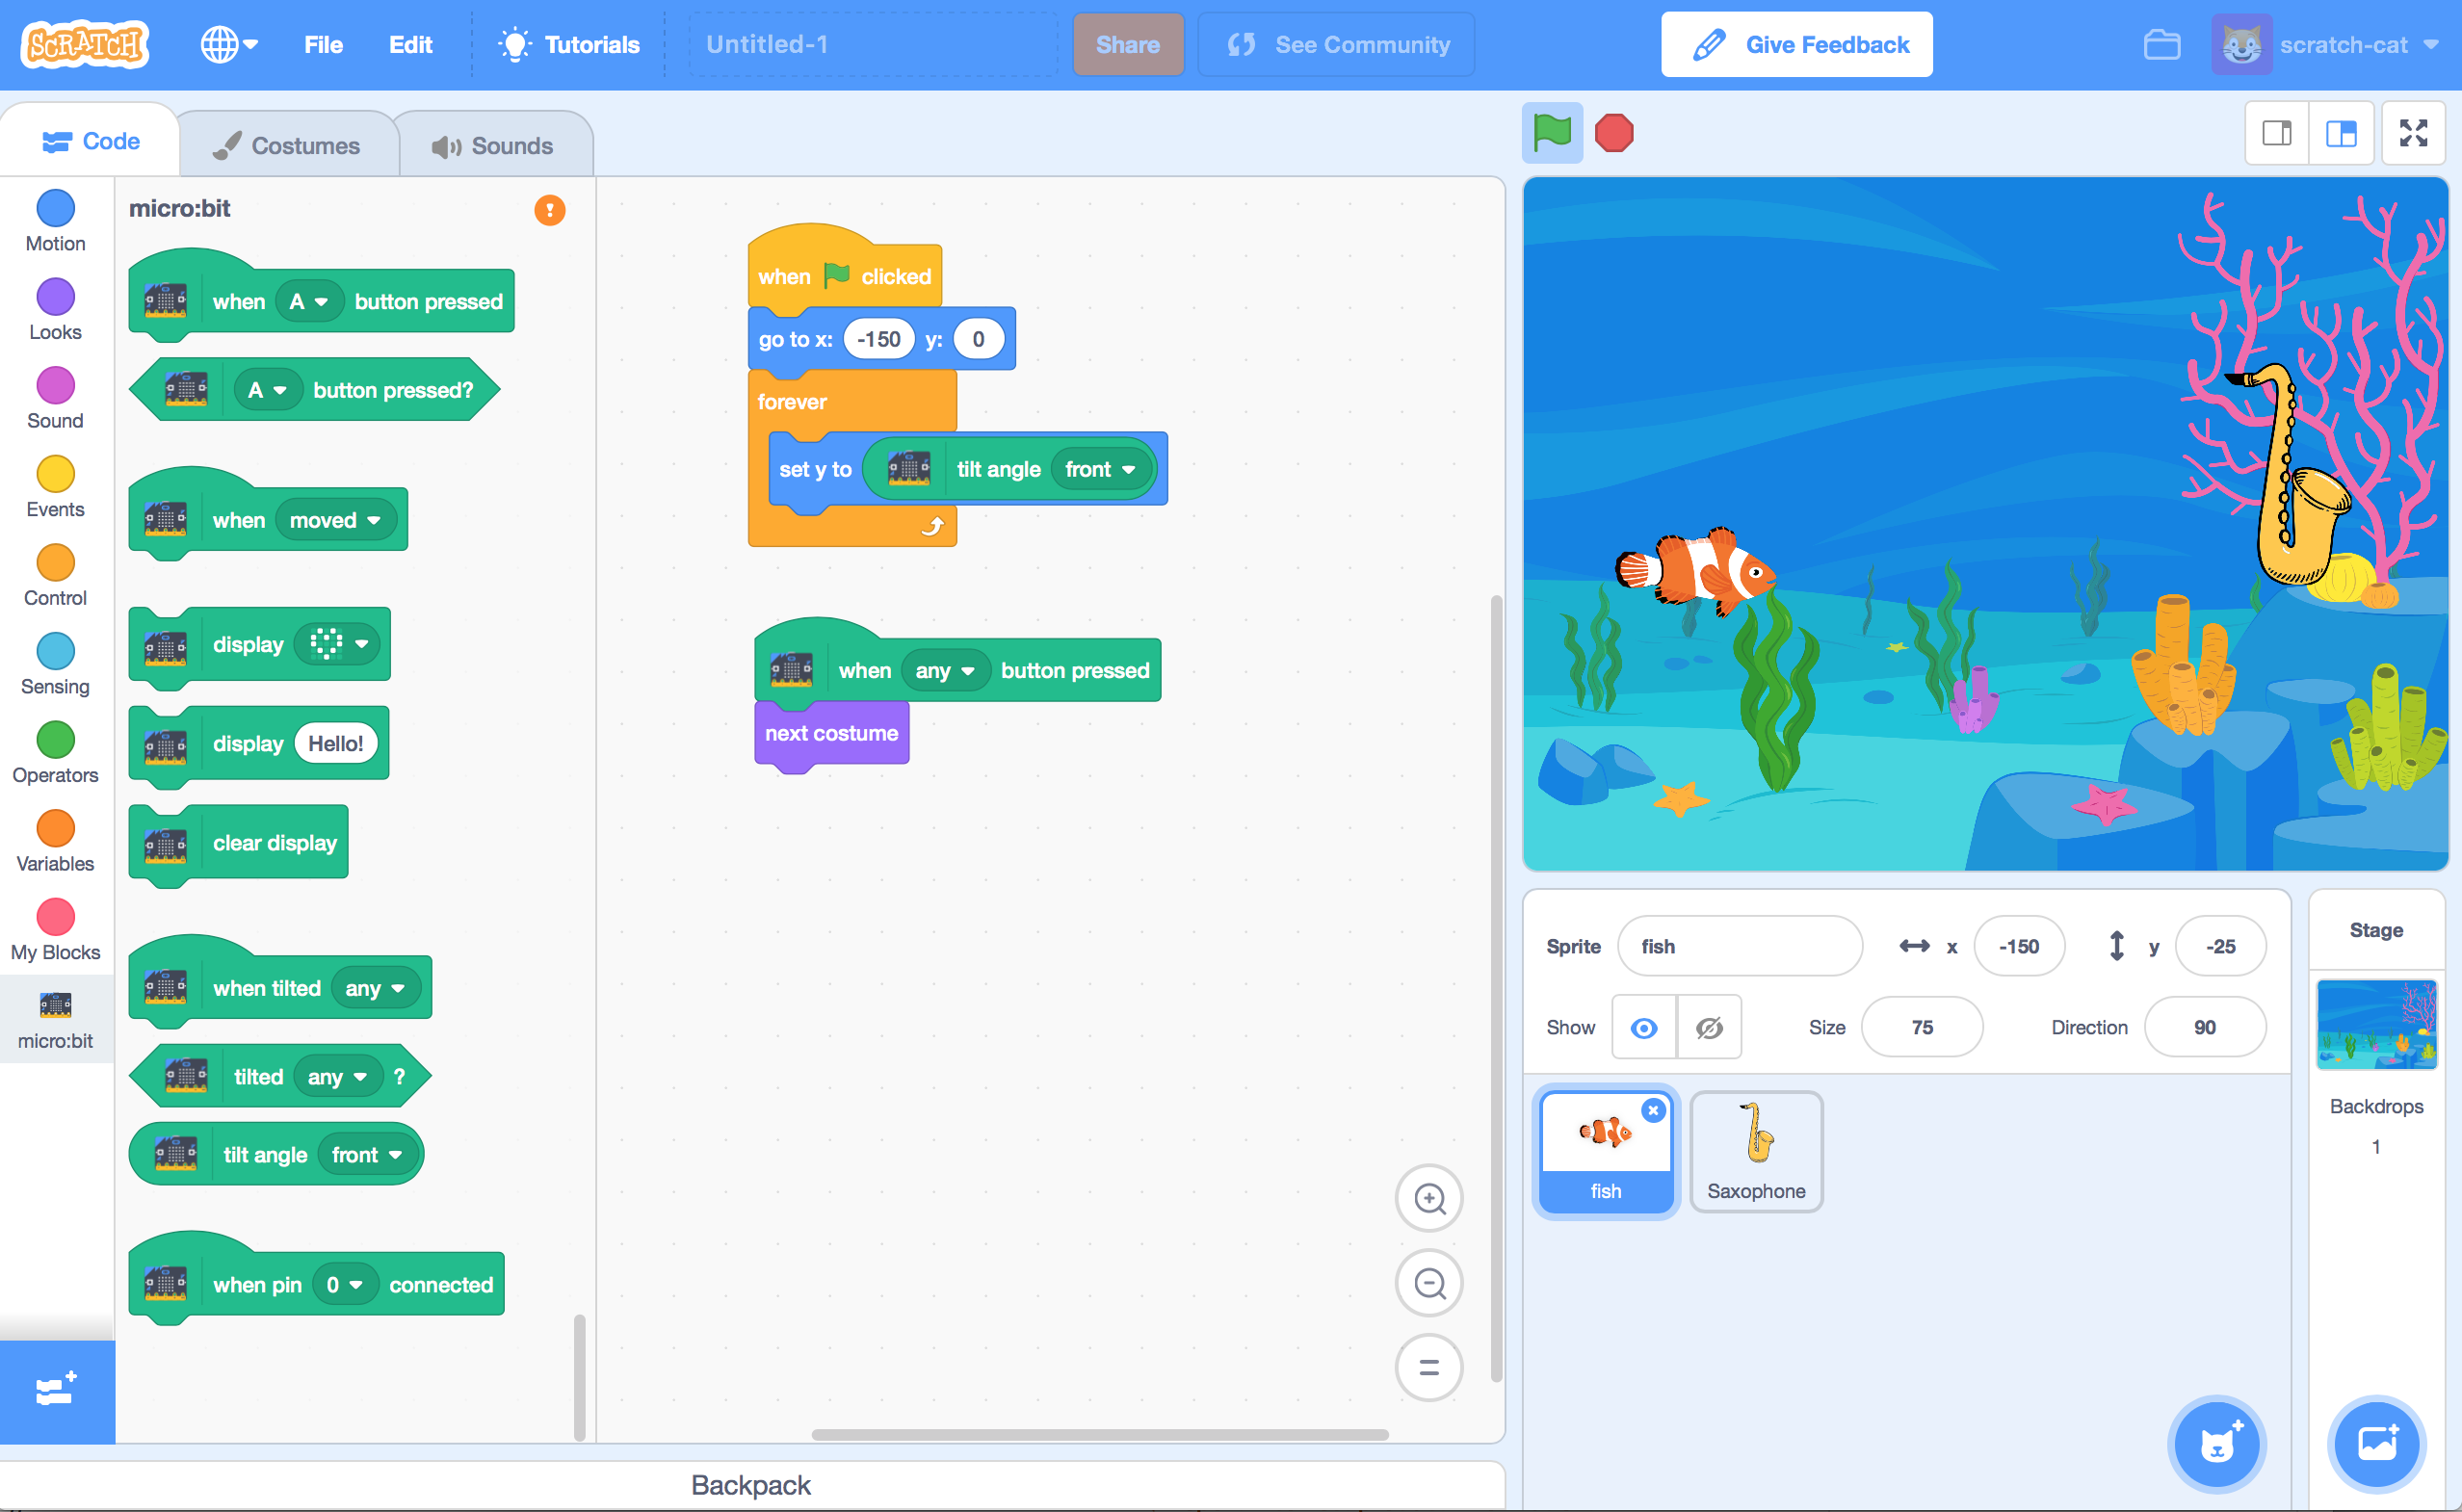 SCRATCH
File
Edit
Tutorials
Untitled-1
Share
See Community
Give Feedback
scratch-cat
Code
Costumes
Sounds
Motion
Looks
Sound
Events
Control
Sensing
Operators
Variables
My Blocks
micro:bit
micro:bit
when A button pressed
A button pressed?
when moved
display
display Hello!
clear display
when tilted any
tilted any ?
tilt angle front
when pin 0 connected
when clicked
go to x: -150 y: 0
forever
set y to tilt angle front
when any button pressed
next costume
Backpack
Sprite fish x -150 y -25
Show Size 75 Direction 90
fish
Saxophone
Stage
Backdrops
1